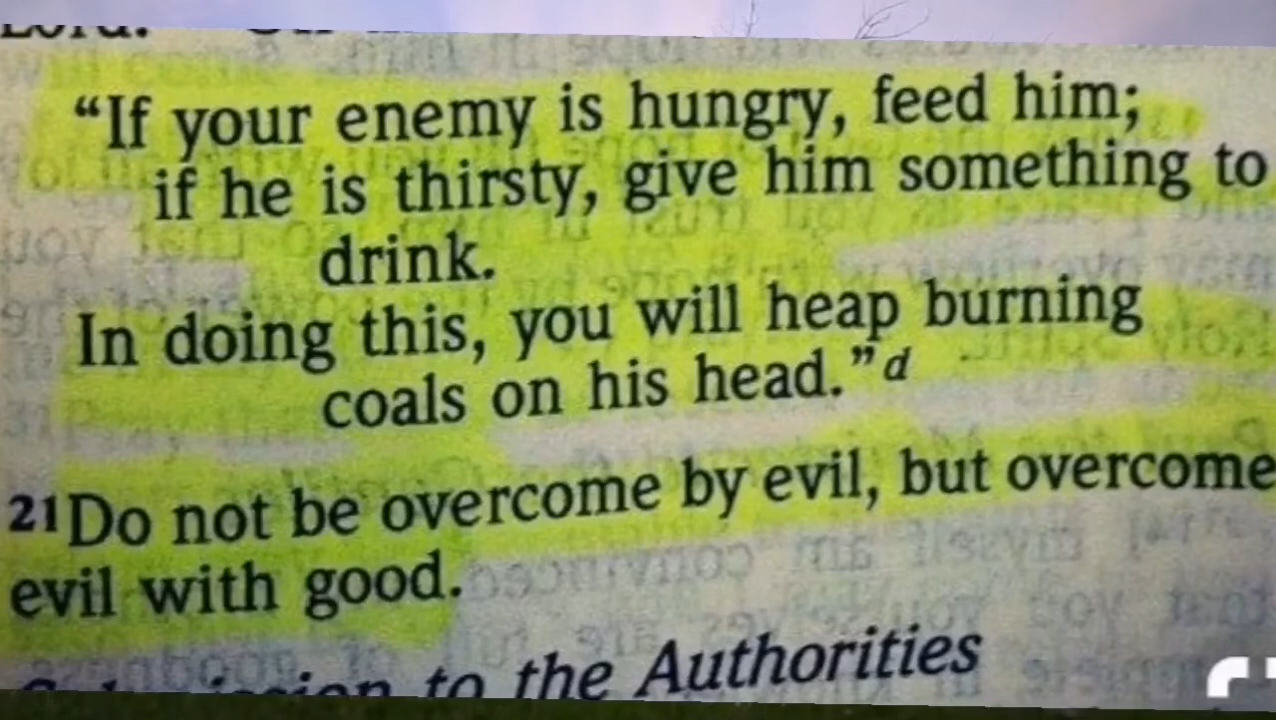 Lord.
“If your enemy is hungry, feed him;
if he is thirsty, give him something to
drink.
In doing this, you will heap burning
coals on his head.”d
21Do not be overcome by evil, but overcome
evil with good.
to the Authorities